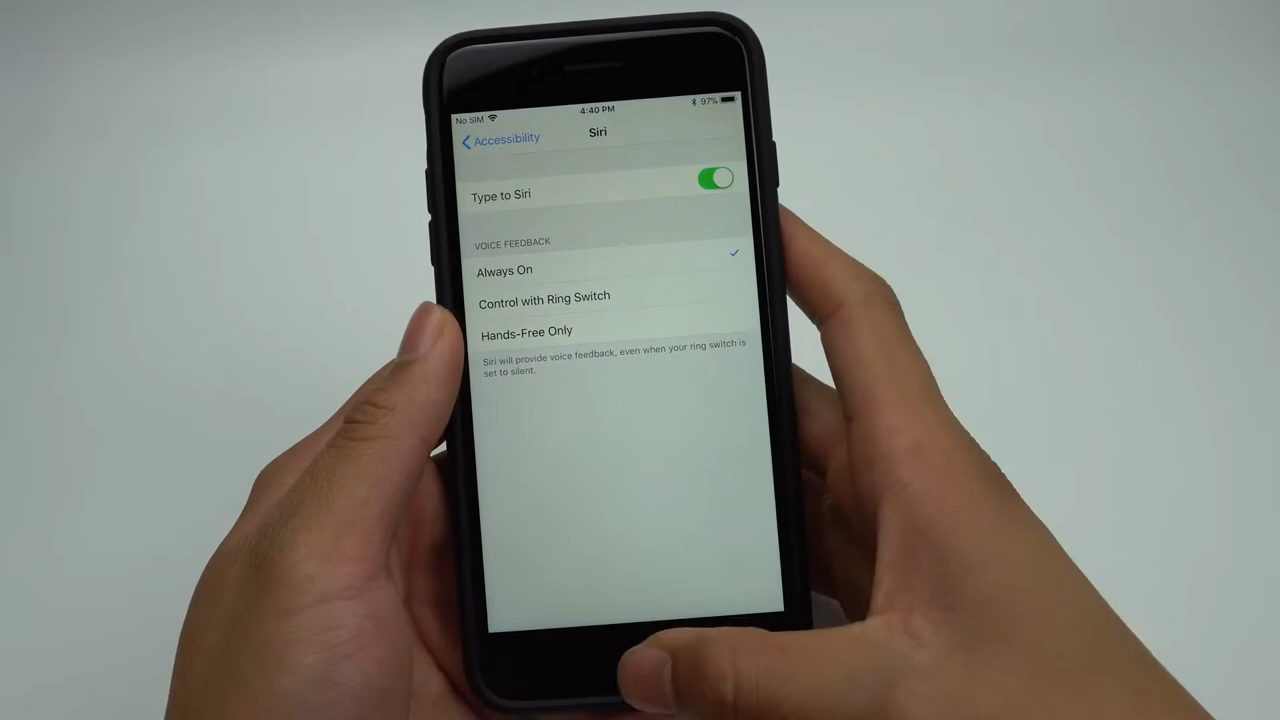 No SIM 4:40 PM 97%
Accessibility Siri
Type to Siri
VOICE FEEDBACK
Always On
Control with Ring Switch
Hands-Free Only
Siri will provide voice feedback, even when your ring switch is
set to silent.